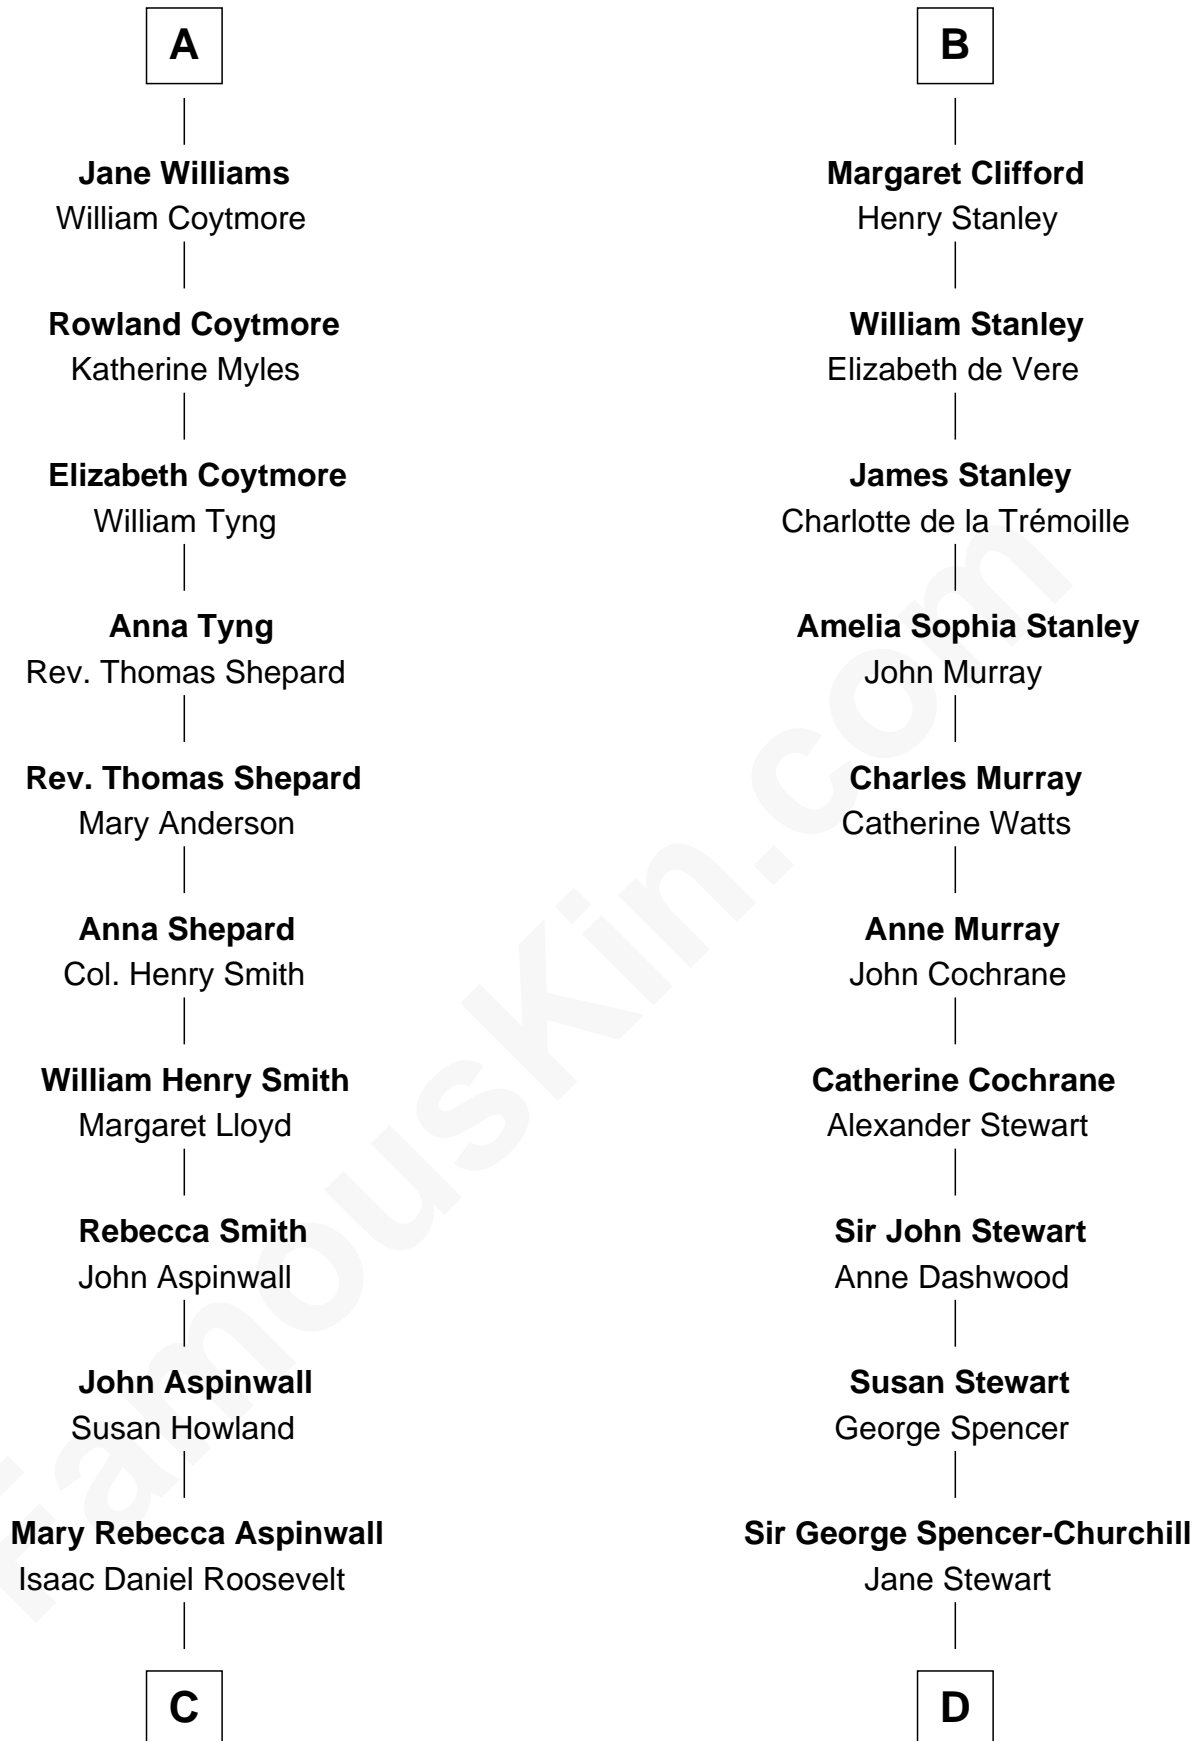 A
Jane Williams
William Coytmore
Rowland Coytmore
Katherine Myles
Elizabeth Coytmore
William Tyng
Anna Tyng
Rev. Thomas Shepard
Rev. Thomas Shepard
Mary Anderson
Anna Shepard
Col. Henry Smith
William Henry Smith
Margaret Lloyd
Rebecca Smith
John Aspinwall
John Aspinwall
Susan Howland
Mary Rebecca Aspinwall
Isaac Daniel Roosevelt
C
B
Margaret Clifford
Henry Stanley
William Stanley
Elizabeth de Vere
James Stanley
Charlotte de la Trémoille
Amelia Sophia Stanley
John Murray
Charles Murray
Catherine Watts
Anne Murray
John Cochrane
Catherine Cochrane
Alexander Stewart
Sir John Stewart
Anne Dashwood
Susan Stewart
George Spencer
Sir George Spencer-Churchill
Jane Stewart
D
FamousKin.com